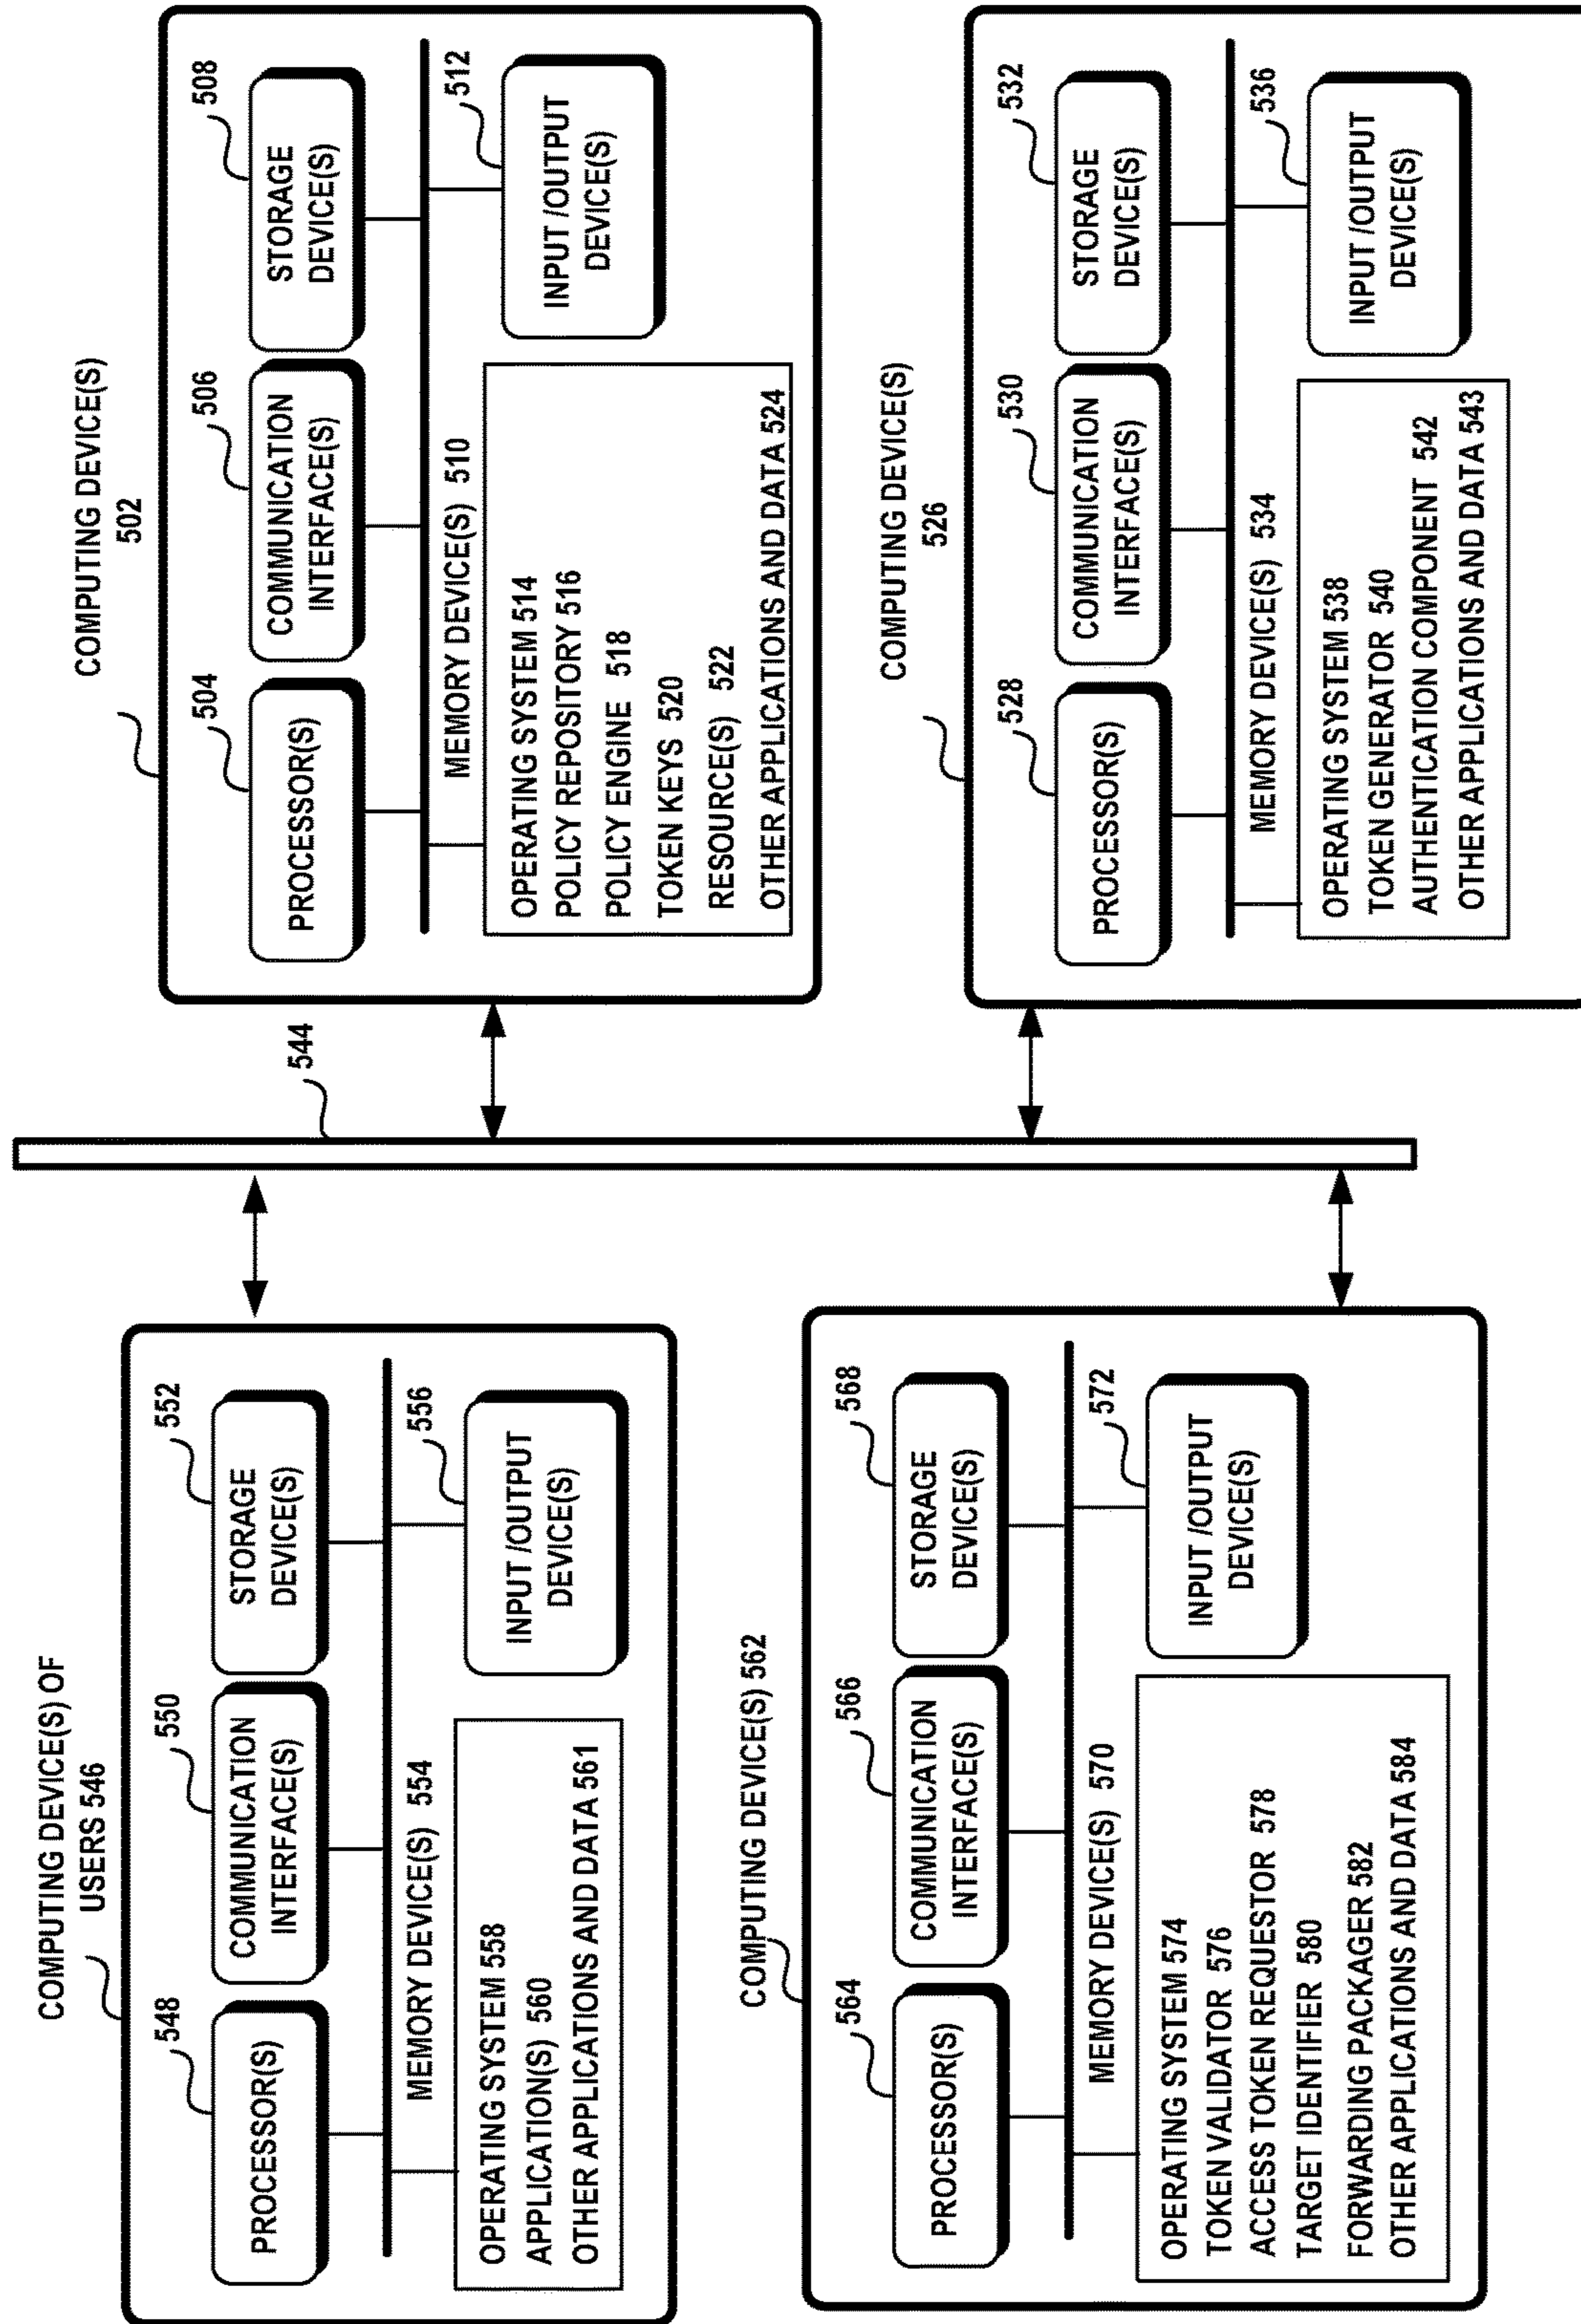 COMPUTING DEVICE(S) OF
USERS 546
548
550
552
PROCESSOR(S)
COMMUNICATION
INTERFACE(S)
STORAGE
DEVICE(S)
MEMORY DEVICE(S) 554
556
OPERATING SYSTEM 558
APPLICATION(S) 560
OTHER APPLICATIONS AND DATA 561
INPUT /OUTPUT
DEVICE(S)
COMPUTING DEVICE(S) 562
564
566
568
PROCESSOR(S)
COMMUNICATION
INTERFACE(S)
STORAGE
DEVICE(S)
MEMORY DEVICE(S) 570
572
OPERATING SYSTEM 574
TOKEN VALIDATOR 576
ACCESS TOKEN REQUESTOR 578
TARGET IDENTIFIER 580
FORWARDING PACKAGER 582
OTHER APPLICATIONS AND DATA 584
INPUT /OUTPUT
DEVICE(S)
544
COMPUTING DEVICE(S)
502
504
506
508
PROCESSOR(S)
COMMUNICATION
INTERFACE(S)
STORAGE
DEVICE(S)
MEMORY DEVICE(S) 510
512
OPERATING SYSTEM 514
POLICY REPOSITORY 516
POLICY ENGINE 518
TOKEN KEYS 520
RESOURCE(S) 522
OTHER APPLICATIONS AND DATA 524
INPUT /OUTPUT
DEVICE(S)
COMPUTING DEVICE(S)
526
528
530
532
PROCESSOR(S)
COMMUNICATION
INTERFACE(S)
STORAGE
DEVICE(S)
MEMORY DEVICE(S) 534
536
OPERATING SYSTEM 538
TOKEN GENERATOR 540
AUTHENTICATION COMPONENT 542
OTHER APPLICATIONS AND DATA 543
INPUT /OUTPUT
DEVICE(S)